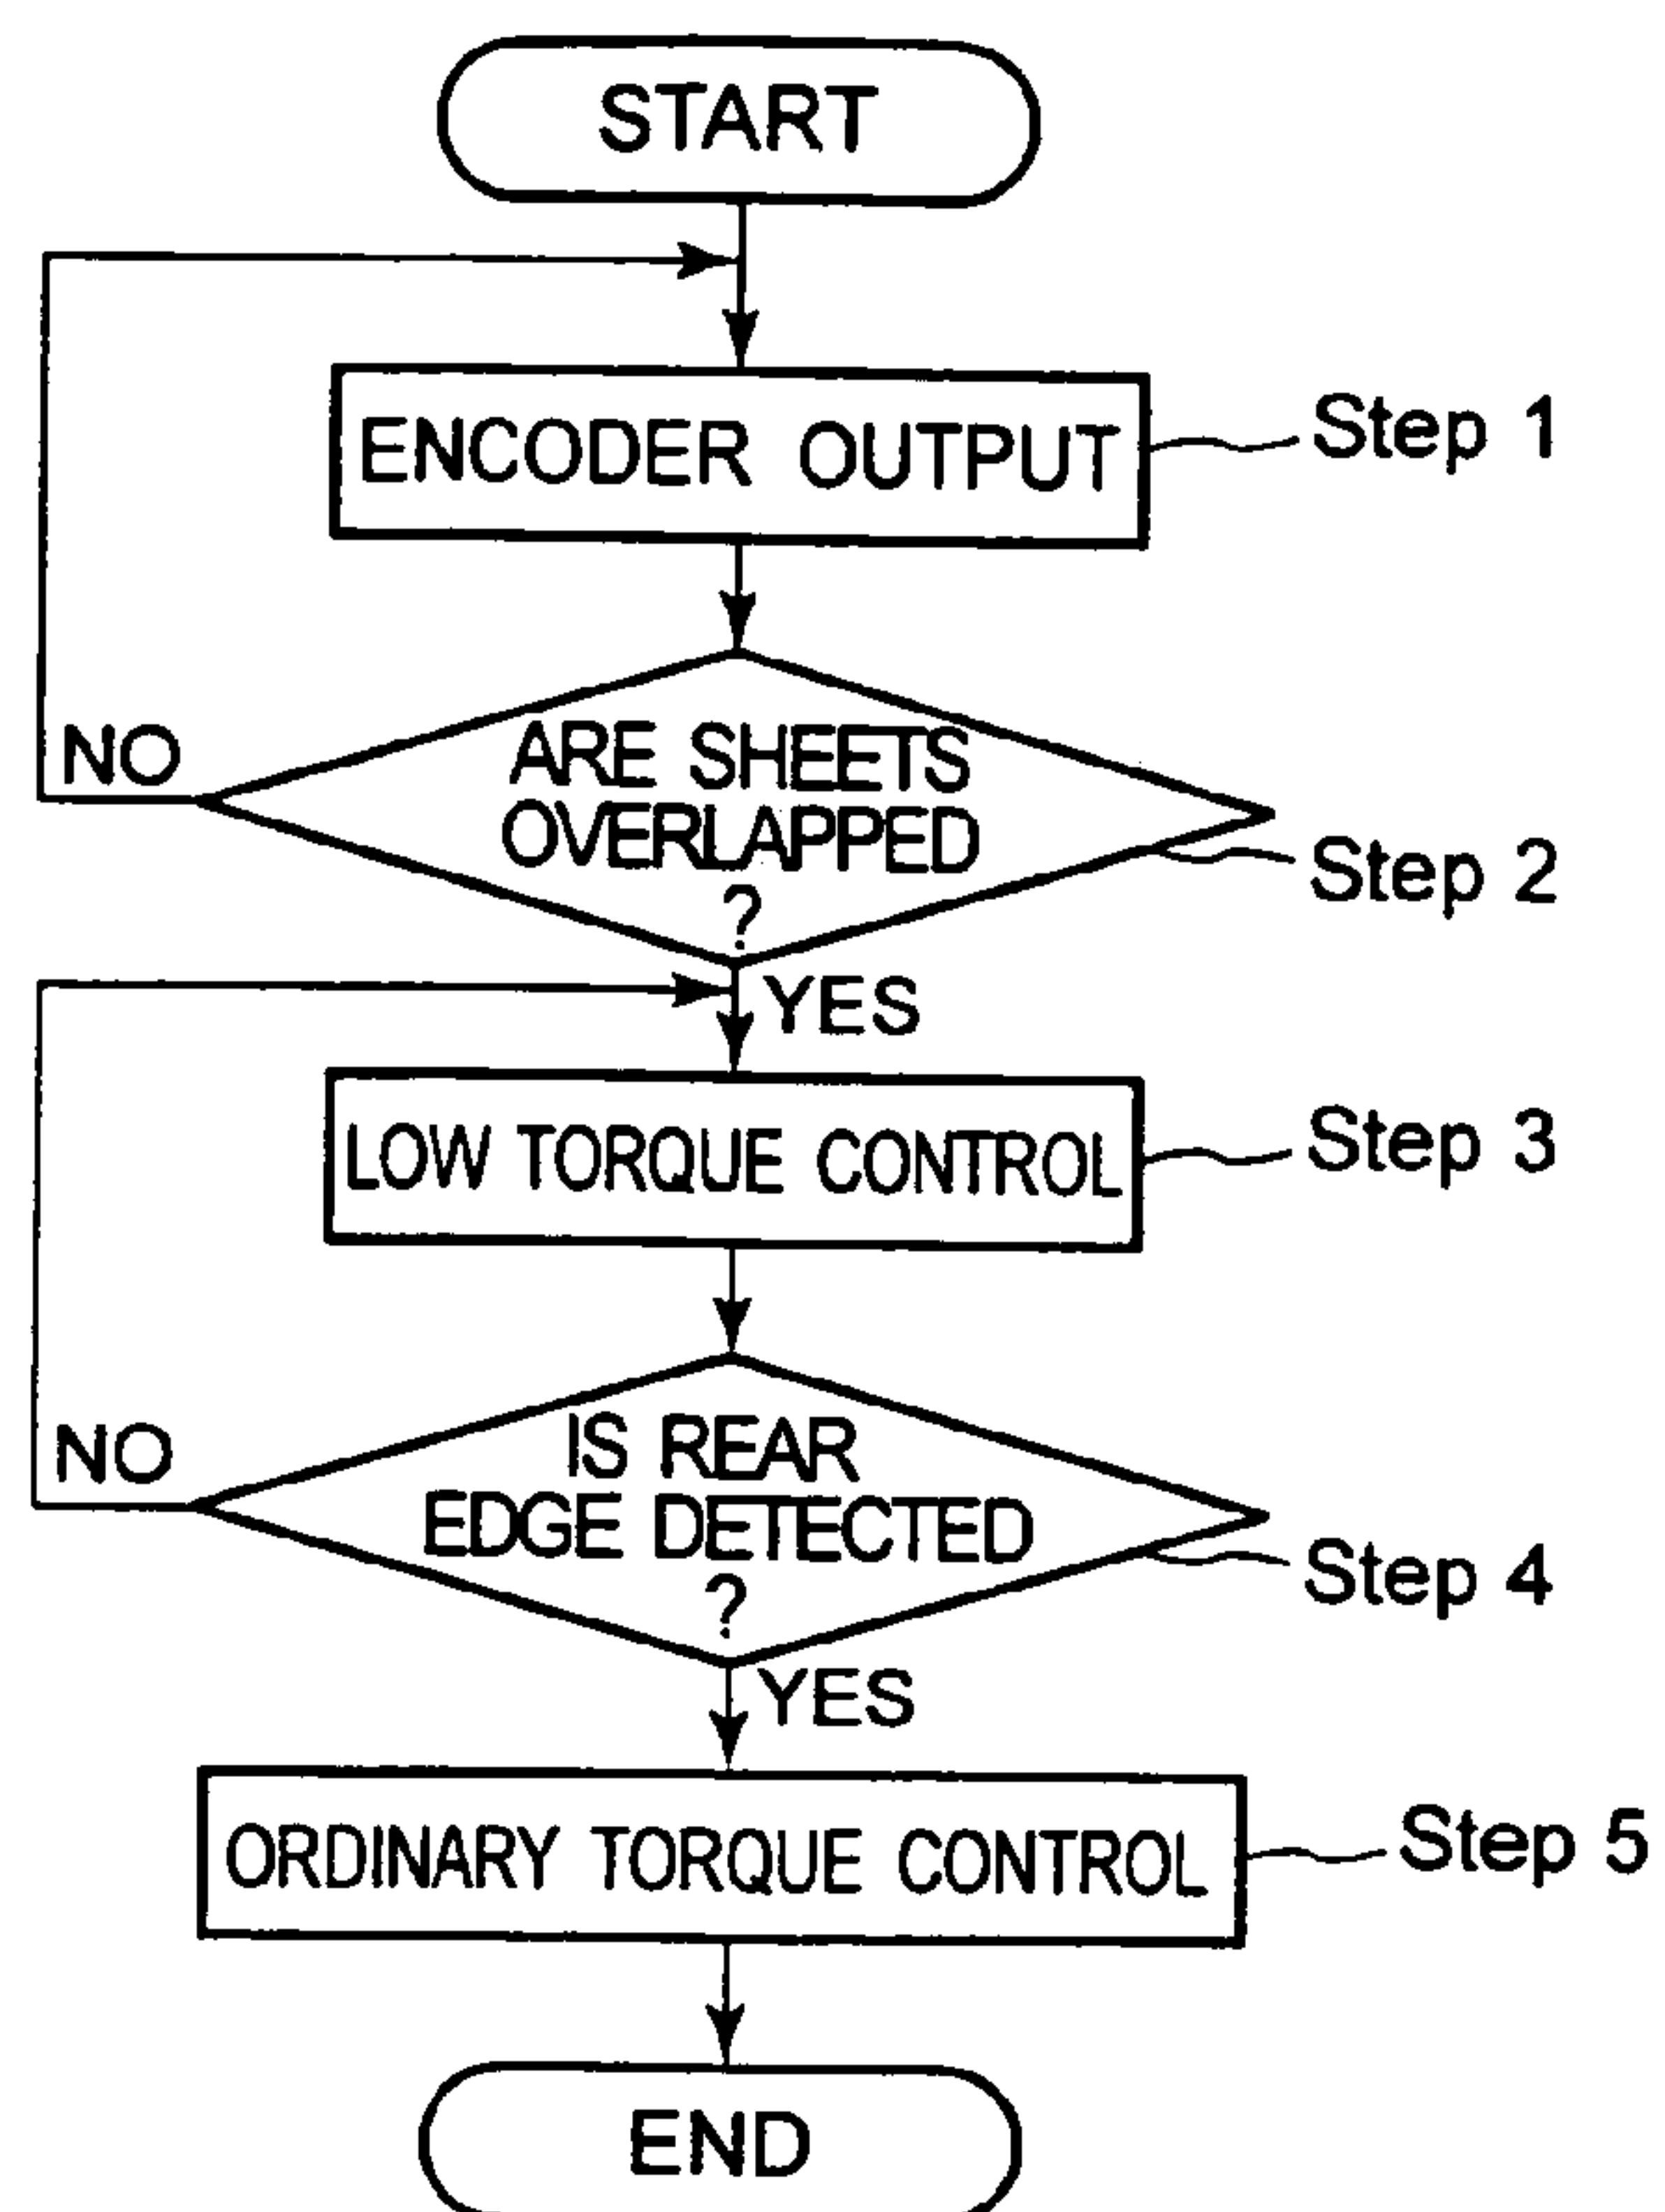 START
ENCODER OUTPUT
Step 1
ARE SHEETS
OVERLAPPED
?
NO
Step 2
YES
LOW TORQUE CONTROL
Step 3
IS REAR
EDGE DETECTED
?
NO
Step 4
YES
ORDINARY TORQUE CONTROL
Step 5
END